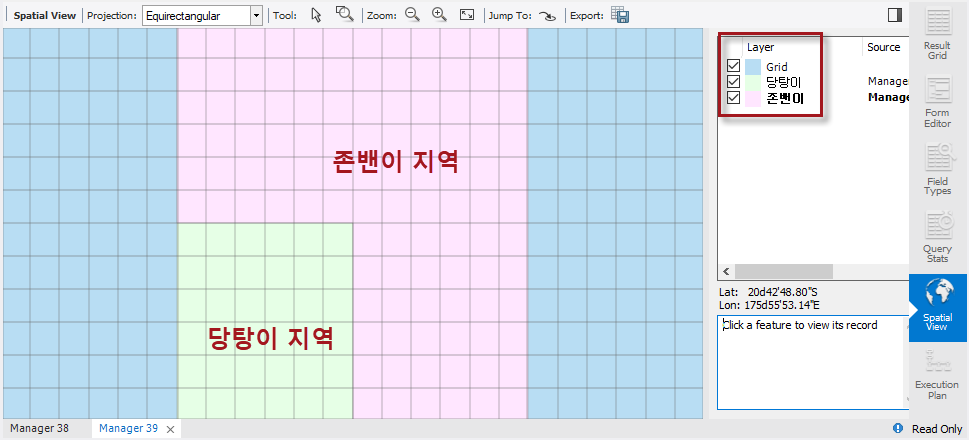 Spatial View Projection: Equirectangular Tool: Zoom: Jump To: Export:
Layer Source
Grid
당탕이 Manager
존밴이 Manage
존밴이 지역
당탕이 지역
Lat: 20d42'48.80"S
Lon: 175d55'53.14"E
Click a feature to view its record
Result
Grid
Form
Editor
Field
Types
Query
Stats
Spatial
View
Execution
Plan
Manager 38 Manager 39
Read Only